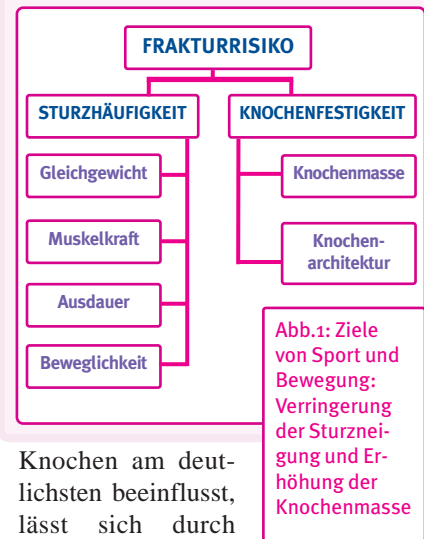 FRAKTURRISIKO
STURZHÄUFIGKEIT
Gleichgewicht
Muskelkraft
Ausdauer
Beweglichkeit
KNOCHENFESTIGKEIT
Knochenmasse
Knochen-
architektur
Abb.1: Ziele
von Sport und
Bewegung:
Verringerung
der Sturznei-
gung und Er-
höhung der
Knochenmasse
Knochen am deut-
lichsten beeinflusst,
lässt sich durch